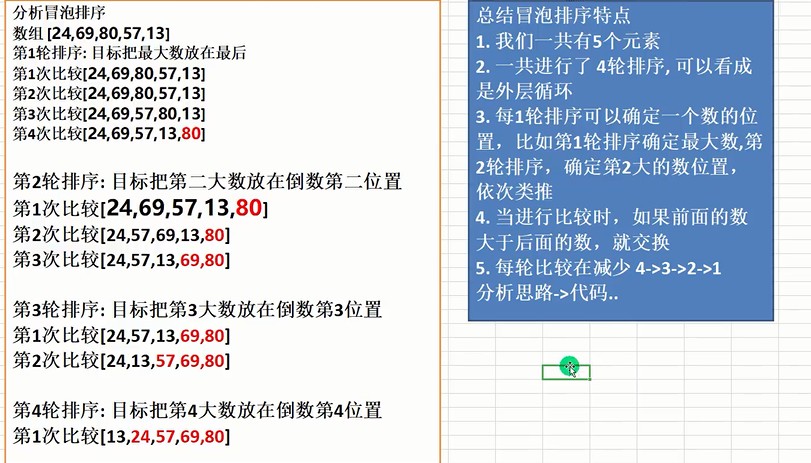 分析冒泡排序
数组 [24,69,80,57,13]
第1轮排序: 目标把最大数放在最后
第1次比较[24,69,80,57,13]
第2次比较[24,69,80,57,13]
第3次比较[24,69,57,80,13]
第4次比较[24,69,57,13,80]
第2轮排序: 目标把第二大数放在倒数第二位置
第1次比较[24,69,57,13,80]
第2次比较[24,57,69,13,80]
第3次比较[24,57,13,69,80]
第3轮排序: 目标把第3大数放在倒数第3位置
第1次比较[24,57,13,69,80]
第2次比较[24,13,57,69,80]
第4轮排序: 目标把第4大数放在倒数第4位置
第1次比较[13,24,57,69,80]
总结冒泡排序特点
1. 我们一共有5个元素
2. 一共进行了 4轮排序, 可以看成
是外层循环
3. 每1轮排序可以确定一个数的位
置，比如第1轮排序确定最大数,第
2轮排序，确定第2大的数位置，
依次类推
4. 当进行比较时，如果前面的数
大于后面的数，就交换
5. 每轮比较在减少 4->3->2->1
分析思路->代码..